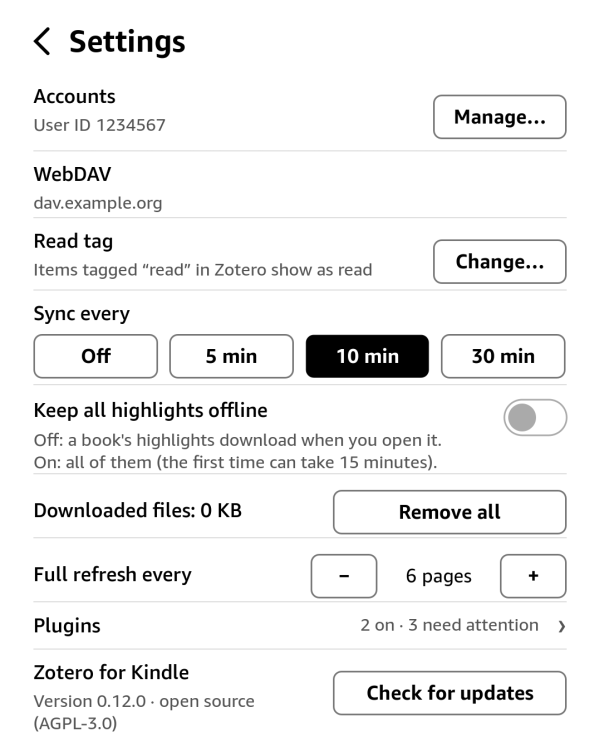 Settings
Accounts
User ID 1234567
Manage...
WebDAV
dav.example.org
Read tag
Items tagged “read” in Zotero show as read
Change...
Sync every
Off
5 min
10 min
30 min
Keep all highlights offline
Off: a book's highlights download when you open it.
On: all of them (the first time can take 15 minutes).
Downloaded files: 0 KB
Remove all
Full refresh every
−
6 pages
+
Plugins
2 on · 3 need attention
Zotero for Kindle
Version 0.12.0 · open source
(AGPL-3.0)
Check for updates